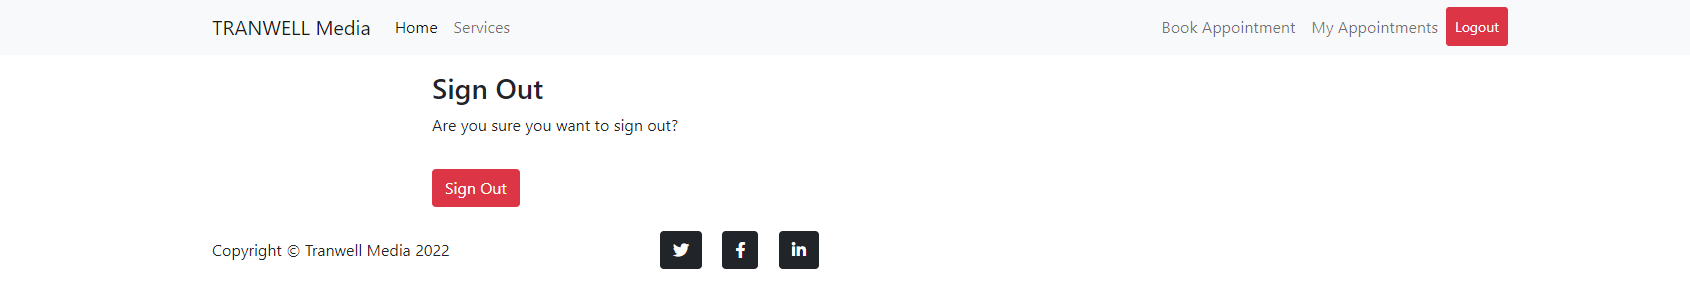 TRANWELL Media Home Services Book Appointment My Appointments Logout
Sign Out
Are you sure you want to sign out?
Sign Out
Copyright © Tranwell Media 2022